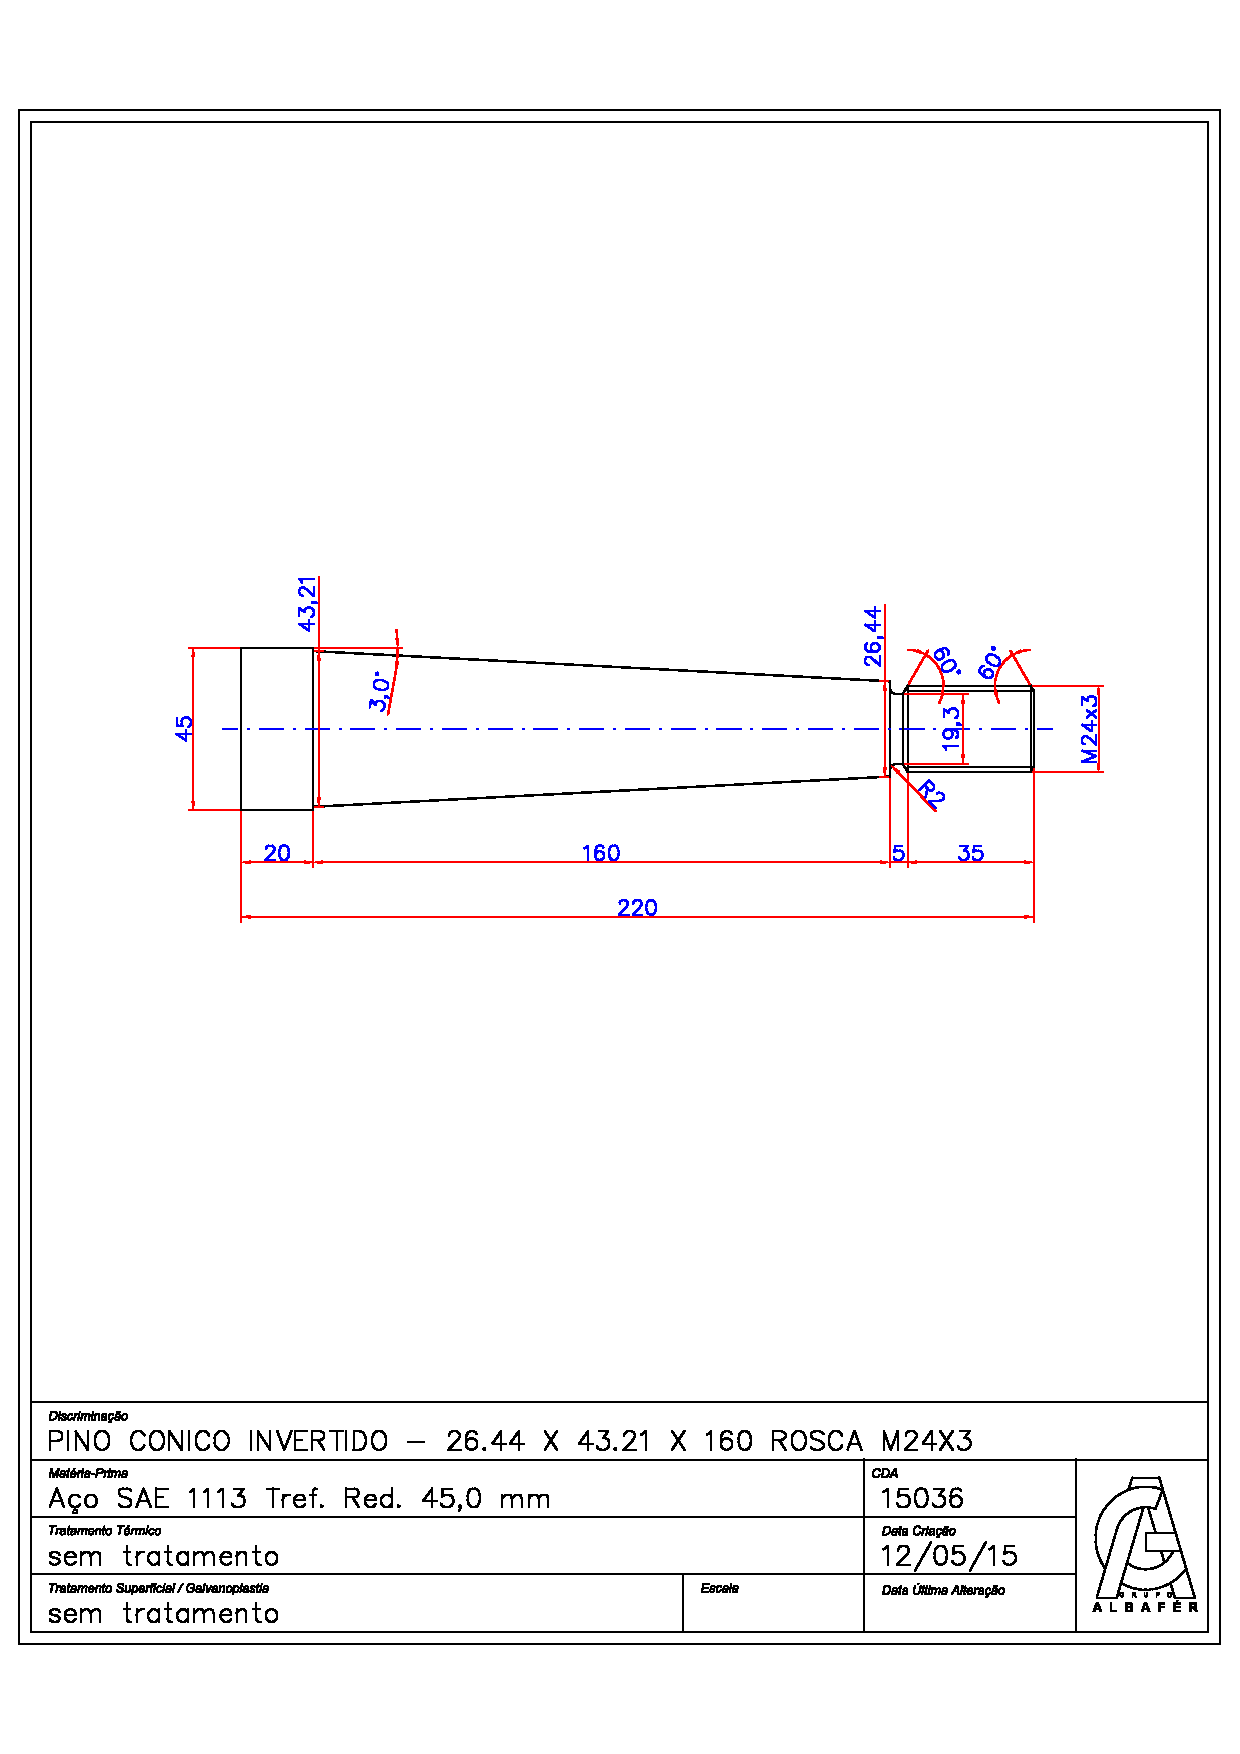 43,21
26,44
60°
60°
3,0°
45
19,3
M24x3
R2
20
160
5
35
220
Discriminação
PINO CONICO INVERTIDO – 26.44 X 43.21 X 160 ROSCA M24X3
Matéria-Prima
Aço SAE 1113 Tref. Red. 45,0 mm
CDA
15036
Tratamento Térmico
sem tratamento
Data Criação
12/05/15
Tratamento Superficial / Galvanoplastia
sem tratamento
Escala
Data Última Alteração
GRUPO
ALBAFÉR